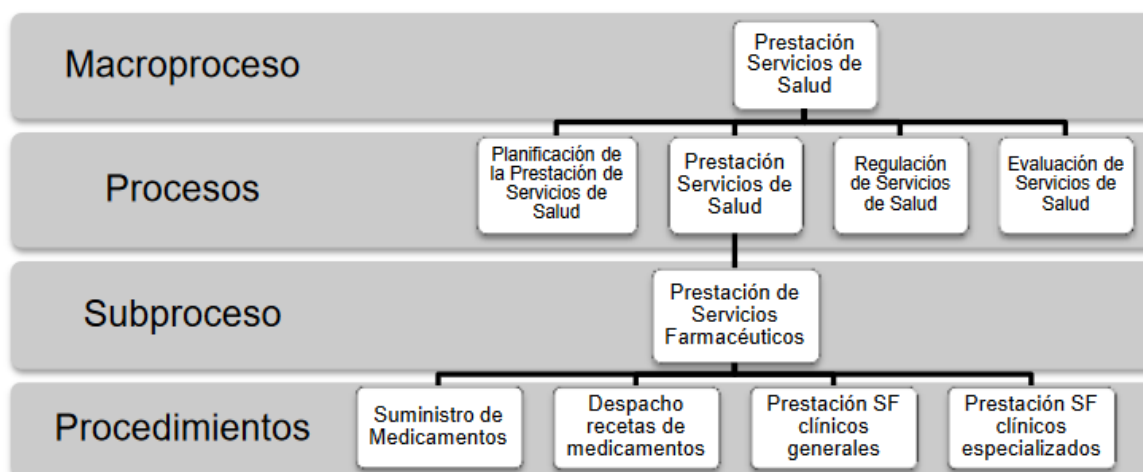 Macroproceso
Prestación
Servicios de
Salud
Procesos
Planificación de
la Prestación de
Servicios de
Salud
Prestación
Servicios de
Salud
Regulación
de Servicios
de Salud
Evaluación de
Servicios de
Salud
Subproceso
Prestación de
Servicios
Farmacéuticos
Procedimientos
Suministro de
Medicamentos
Despacho
recetas de
medicamentos
Prestación SF
clínicos
generales
Prestación SF
clínicos
especializados